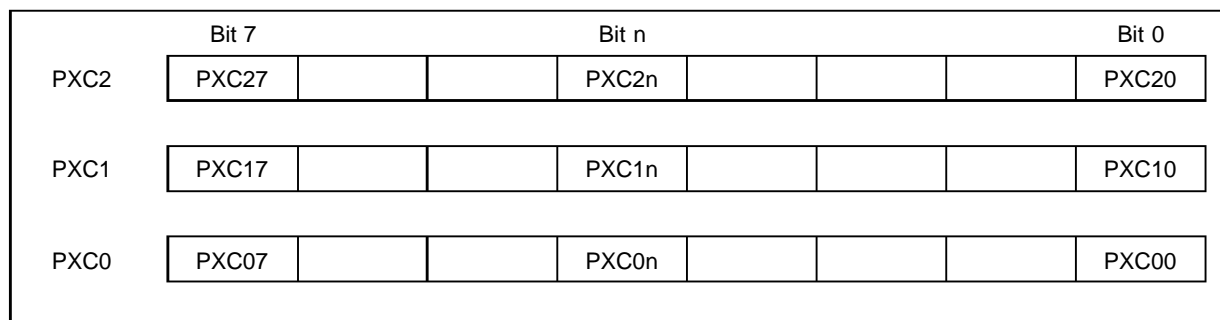 Bit 7 Bit n Bit 0
PXC2 PXC27 PXC2n PXC20
PXC1 PXC17 PXC1n PXC10
PXC0 PXC07 PXC0n PXC00